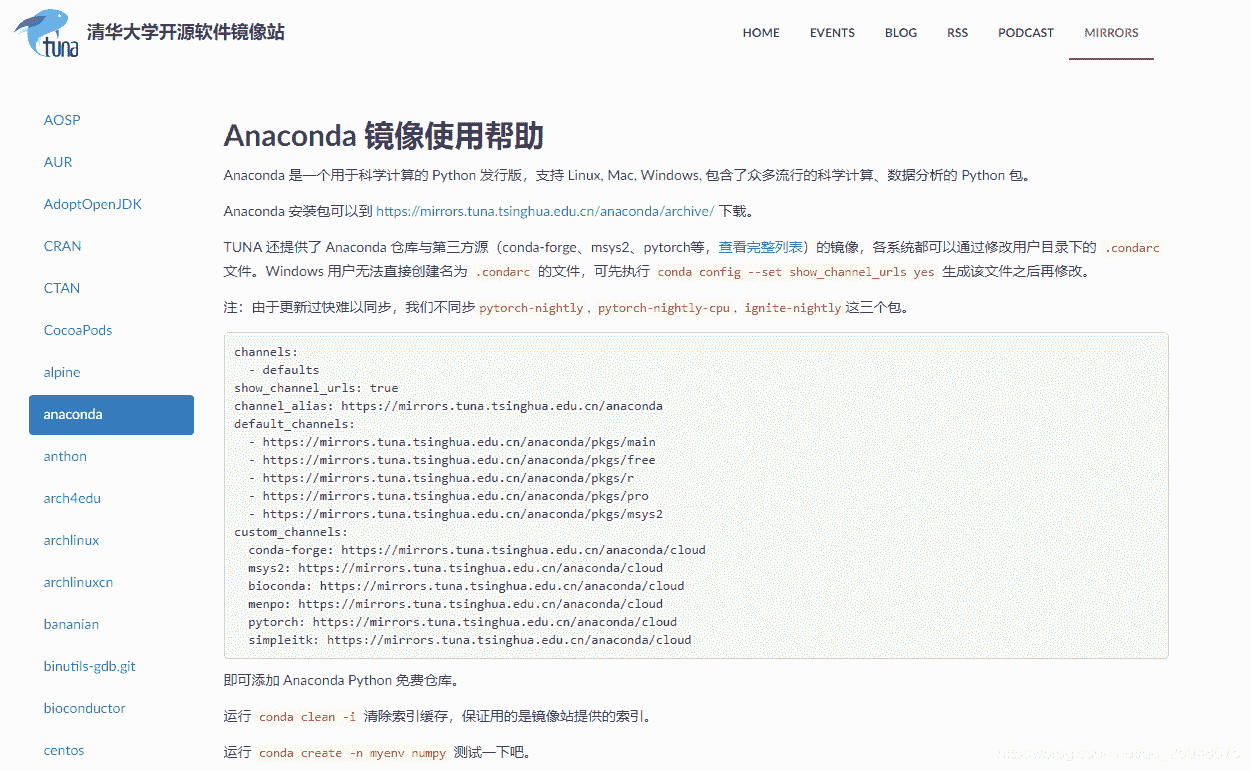 tuna 清华大学开源软件镜像站
HOME EVENTS BLOG RSS PODCAST MIRRORS
AOSP
AUR
AdoptOpenJDK
CRAN
CTAN
CocoaPods
alpine
anaconda
anthon
arch4edu
archlinux
archlinuxcn
bananian
binutils-gdb.git
bioconductor
centos
Anaconda 镜像使用帮助
Anaconda 是一个用于科学计算的 Python 发行版，支持 Linux, Mac, Windows, 包含了众多流行的科学计算、数据分析的 Python 包。
Anaconda 安装包可以到 https://mirrors.tuna.tsinghua.edu.cn/anaconda/archive/ 下载。
TUNA 还提供了 Anaconda 仓库与第三方源（conda-forge、msys2、pytorch等，查看完整列表）的镜像，各系统都可以通过修改用户目录下的 .condarc
文件。Windows 用户无法直接创建名为 .condarc 的文件，可先执行 conda config --set show_channel_urls yes 生成该文件之后再修改。
注：由于更新过快难以同步，我们不同步 pytorch-nightly , pytorch-nightly-cpu , ignite-nightly 这三个包。
channels:
  - defaults
show_channel_urls: true
channel_alias: https://mirrors.tuna.tsinghua.edu.cn/anaconda
default_channels:
  - https://mirrors.tuna.tsinghua.edu.cn/anaconda/pkgs/main
  - https://mirrors.tuna.tsinghua.edu.cn/anaconda/pkgs/free
  - https://mirrors.tuna.tsinghua.edu.cn/anaconda/pkgs/r
  - https://mirrors.tuna.tsinghua.edu.cn/anaconda/pkgs/pro
  - https://mirrors.tuna.tsinghua.edu.cn/anaconda/pkgs/msys2
custom_channels:
  conda-forge: https://mirrors.tuna.tsinghua.edu.cn/anaconda/cloud
  msys2: https://mirrors.tuna.tsinghua.edu.cn/anaconda/cloud
  bioconda: https://mirrors.tuna.tsinghua.edu.cn/anaconda/cloud
  menpo: https://mirrors.tuna.tsinghua.edu.cn/anaconda/cloud
  pytorch: https://mirrors.tuna.tsinghua.edu.cn/anaconda/cloud
  simpleitk: https://mirrors.tuna.tsinghua.edu.cn/anaconda/cloud
即可添加 Anaconda Python 免费仓库。
运行 conda clean -i 清除索引缓存，保证用的是镜像站提供的索引。
运行 conda create -n myenv numpy 测试一下吧。